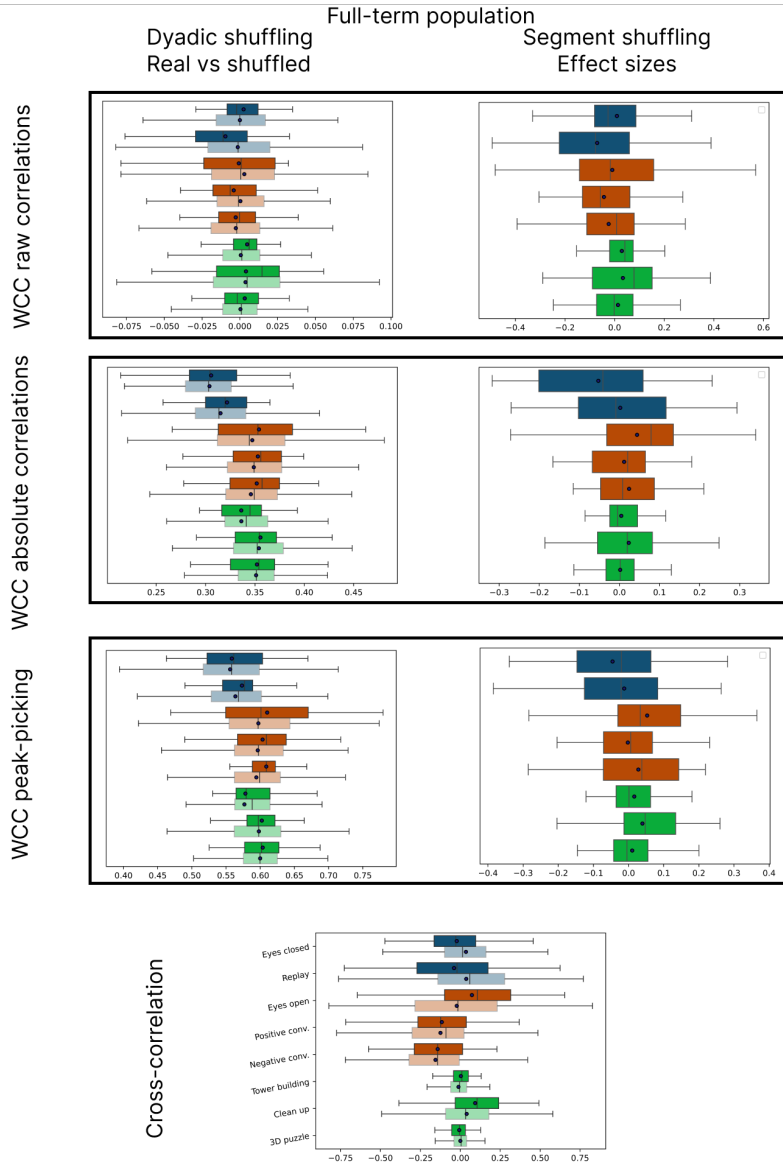 Full-term population
Dyadic shuffling
Real vs shuffled
Segment shuffling
Effect sizes
WCC raw correlations
−0.075 −0.050 −0.025 0.000 0.025 0.050 0.075 0.100
−0.4 −0.2 0.0 0.2 0.4 0.6
WCC absolute correlations
0.25 0.30 0.35 0.40 0.45
−0.3 −0.2 −0.1 0.0 0.1 0.2 0.3
WCC peak-picking
0.40 0.45 0.50 0.55 0.60 0.65 0.70 0.75
−0.4 −0.3 −0.2 −0.1 0.0 0.1 0.2 0.3 0.4
Cross-correlation
Eyes closed
Replay
Eyes open
Positive conv.
Negative conv.
Tower building
Clean up
3D puzzle
−0.75 −0.50 −0.25 0.00 0.25 0.50 0.75